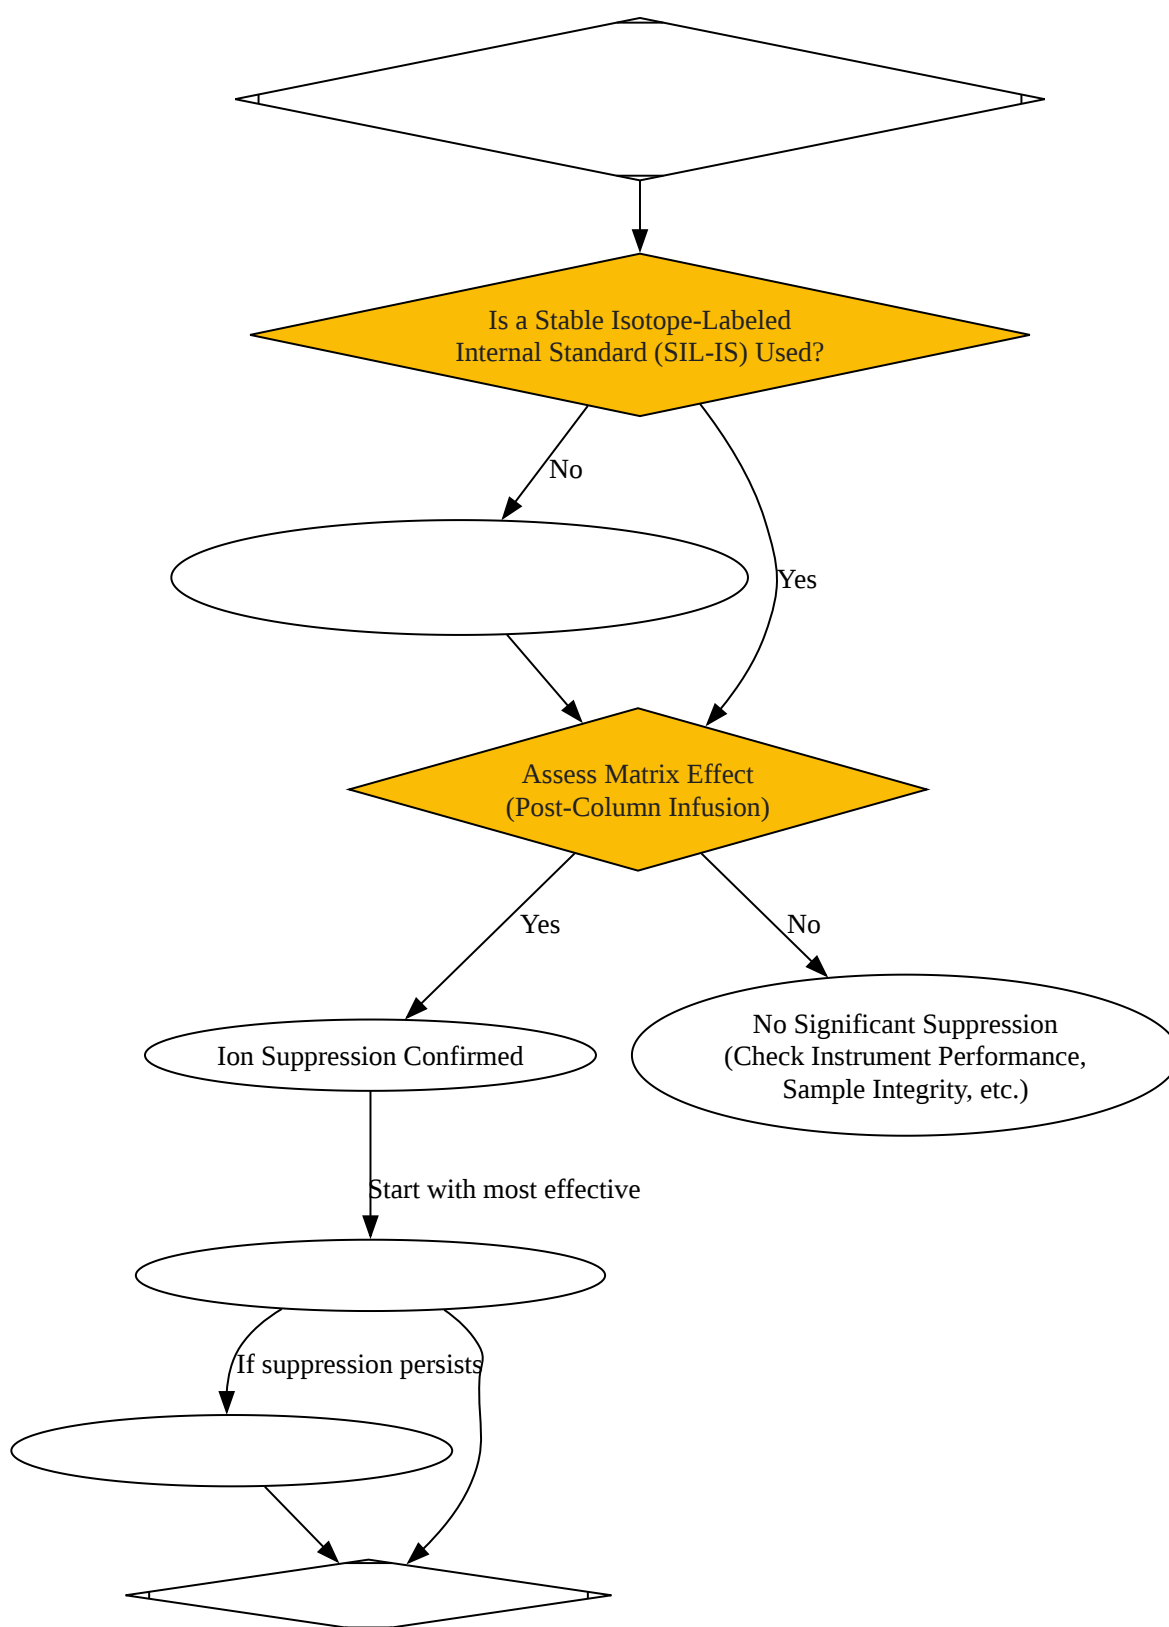 Is a Stable Isotope-Labeled
Internal Standard (SIL-IS) Used?
No
Yes
Assess Matrix Effect
(Post-Column Infusion)
Yes
No
No Significant Suppression
(Check Instrument Performance,
Sample Integrity, etc.)
Ion Suppression Confirmed
Start with most effective
If suppression persists